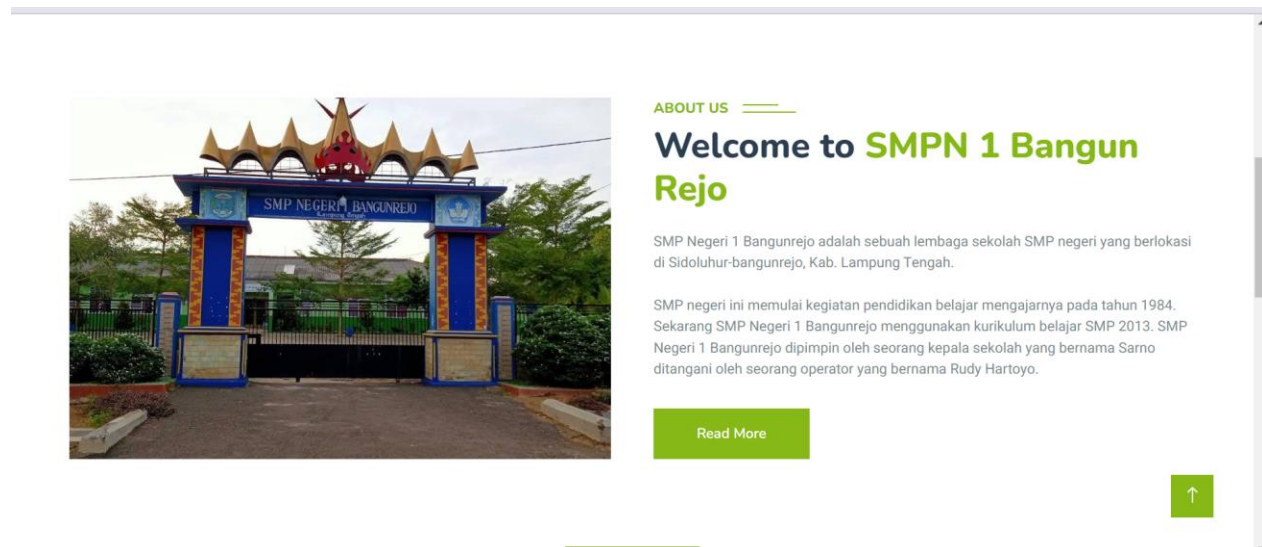 ABOUT US
Welcome to SMPN 1 Bangun
Rejo
SMP NEGERI 1 BANGUNREJO
Lampung Tengah
SMP Negeri 1 Bangunrejo adalah sebuah lembaga sekolah SMP negeri yang berlokasi
di Sidoluhur-bangunrejo, Kab. Lampung Tengah.
SMP negeri ini memulai kegiatan pendidikan belajar mengajarnya pada tahun 1984.
Sekarang SMP Negeri 1 Bangunrejo menggunakan kurikulum belajar SMP 2013. SMP
Negeri 1 Bangunrejo dipimpin oleh seorang kepala sekolah yang bernama Sarno
ditangani oleh seorang operator yang bernama Rudy Hartoyo.
Read More